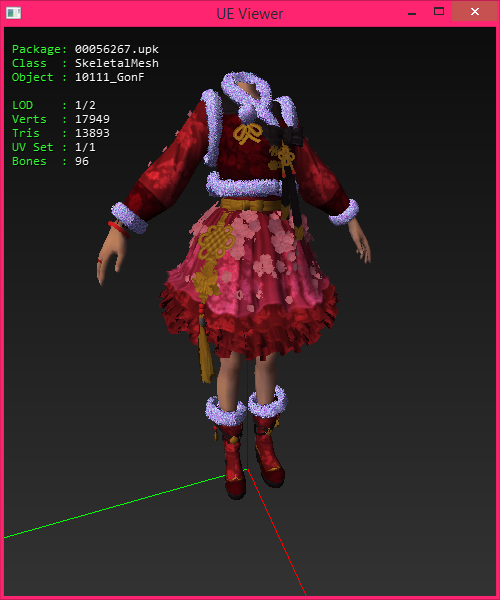 UE Viewer
Package: 00056267.upk
Class  : SkeletalMesh
Object : 10111_GonF
LOD    : 1/2
Verts  : 17949
Tris   : 13893
UV Set : 1/1
Bones  : 96